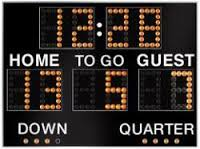 12:28
HOME TO GO GUEST
13 5 7
DOWN QUARTER